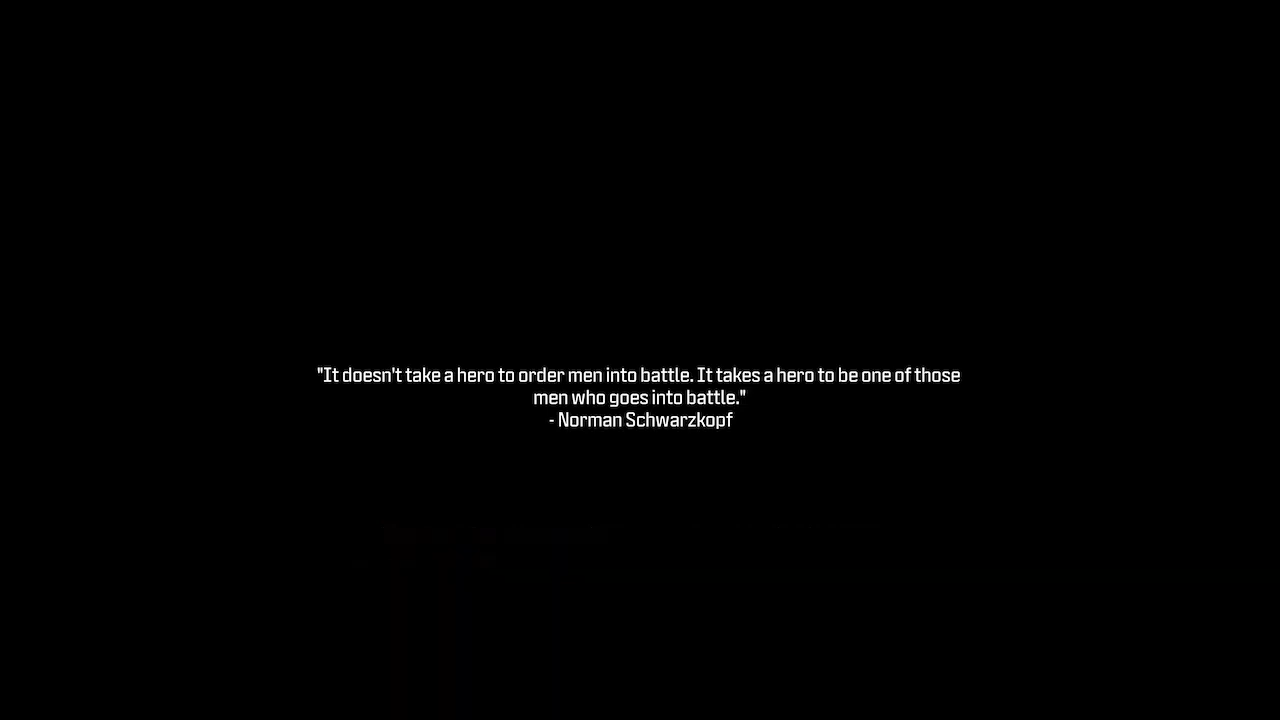 "It doesn't take a hero to order men into battle. It takes a hero to be one of those
men who goes into battle."
- Norman Schwarzkopf